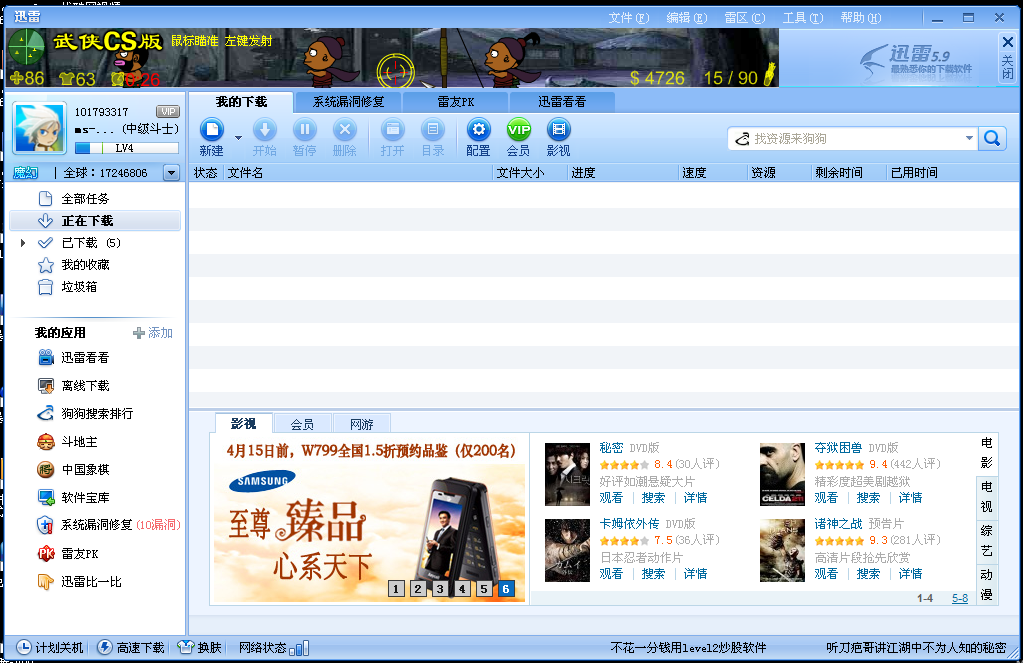 迅雷
文件(F) 编辑(E) 雷区(C) 工具(T) 帮助(H)
武侠CS版 鼠标瞄准 左键发射
86 63 26
$ 4726 15 / 90
迅雷5.9
最熟悉你的下载软件
关闭
101793317 VIP
ms-... (中级斗士)
LV4
魔幻 | 全球：17246806
我的下载 系统漏洞修复 雷友PK 迅雷看看
新建 开始 暂停 删除 打开 目录 配置 VIP 会员 影视
找资源来狗狗
状态 文件名 文件大小 进度 速度 资源 剩余时间 已用时间
全部任务
正在下载
已下载 (5)
我的收藏
垃圾箱
我的应用 添加
迅雷看看
离线下载
狗狗搜索排行
斗地主
中国象棋
软件宝库
系统漏洞修复 (10漏洞)
PK 雷友PK
迅雷比一比
影视 会员 网游
4月15日前，W799全国1.5折预约品鉴（仅200名）
SAMSUNG
至尊臻品
心系天下
1 2 3 4 5 6
秘密 DVD版
8.4 (30人评)
好评如潮悬疑大片
观看 | 搜索 | 详情
夺狱困兽 DVD版
9.4 (442人评)
精彩度超美剧越狱
观看 | 搜索 | 详情
CELDA 211
卡姆依外传 DVD版
7.5 (36人评)
日本忍者动作片
观看 | 搜索 | 详情
诸神之战 预告片
9.3 (281人评)
高清片段抢先欣赏
观看 | 搜索 | 详情
1-4 5-8
电影
电视
综艺
动漫
计划关机 高速下载 换肤 网络状态
不花一分钱用level2炒股软件 听刀疤哥讲江湖中不为人知的秘密